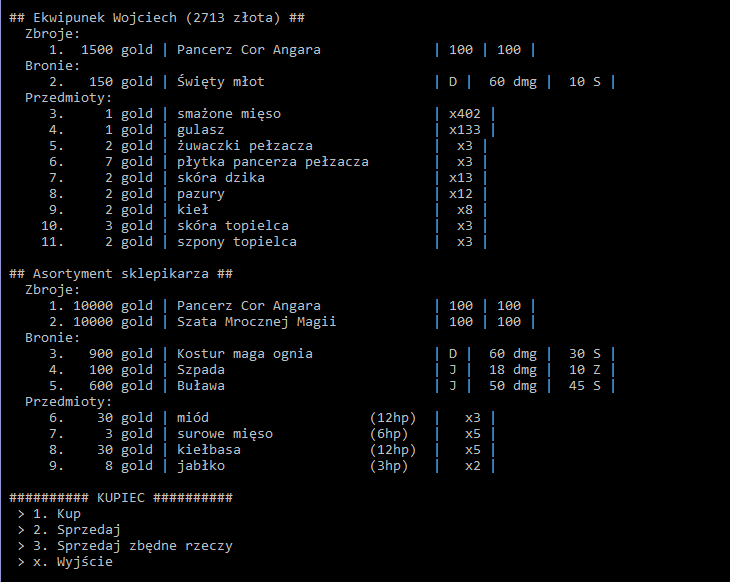 ## Ekwipunek Wojciech (2713 złota) ##
Zbroje:
1. 1500 gold | Pancerz Cor Angara | 100 | 100 |
Bronie:
2. 150 gold | Święty młot | D | 60 dmg | 10 S |
Przedmioty:
3. 1 gold | smażone mięso | x402 |
4. 1 gold | gulasz | x133 |
5. 2 gold | żuwaczki pełzacza | x3 |
6. 7 gold | płytka pancerza pełzacza | x3 |
7. 2 gold | skóra dzika | x13 |
8. 2 gold | pazury | x12 |
9. 2 gold | kieł | x8 |
10. 3 gold | skóra topielca | x3 |
11. 2 gold | szpony topielca | x3 |
## Asortyment sklepikarza ##
Zbroje:
1. 10000 gold | Pancerz Cor Angara | 100 | 100 |
2. 10000 gold | Szata Mrocznej Magii | 100 | 100 |
Bronie:
3. 900 gold | Kostur maga ognia | D | 60 dmg | 30 S |
4. 100 gold | Szpada | J | 18 dmg | 10 Z |
5. 600 gold | Buława | J | 50 dmg | 45 S |
Przedmioty:
6. 30 gold | miód (12hp) | x3 |
7. 3 gold | surowe mięso (6hp) | x5 |
8. 30 gold | kiełbasa (12hp) | x5 |
9. 8 gold | jabłko (3hp) | x2 |
########## KUPIEC ##########
> 1. Kup
> 2. Sprzedaj
> 3. Sprzedaj zbędne rzeczy
> x. Wyjście